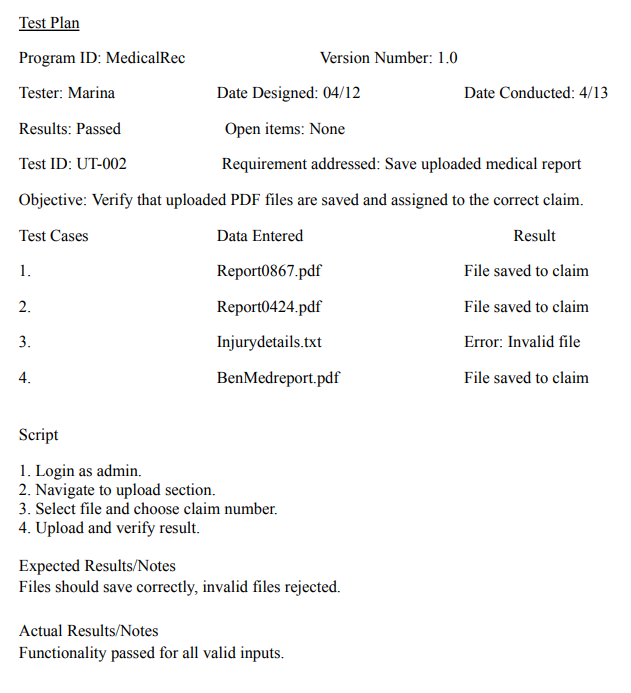 Test Plan
Program ID: MedicalRec Version Number: 1.0
Tester: Marina Date Designed: 04/12 Date Conducted: 4/13
Results: Passed Open items: None
Test ID: UT-002 Requirement addressed: Save uploaded medical report
Objective: Verify that uploaded PDF files are saved and assigned to the correct claim.
Test Cases Data Entered Result
1. Report0867.pdf File saved to claim
2. Report0424.pdf File saved to claim
3. Injurydetails.txt Error: Invalid file
4. BenMedreport.pdf File saved to claim
Script
1. Login as admin.
2. Navigate to upload section.
3. Select file and choose claim number.
4. Upload and verify result.
Expected Results/Notes
Files should save correctly, invalid files rejected.
Actual Results/Notes
Functionality passed for all valid inputs.